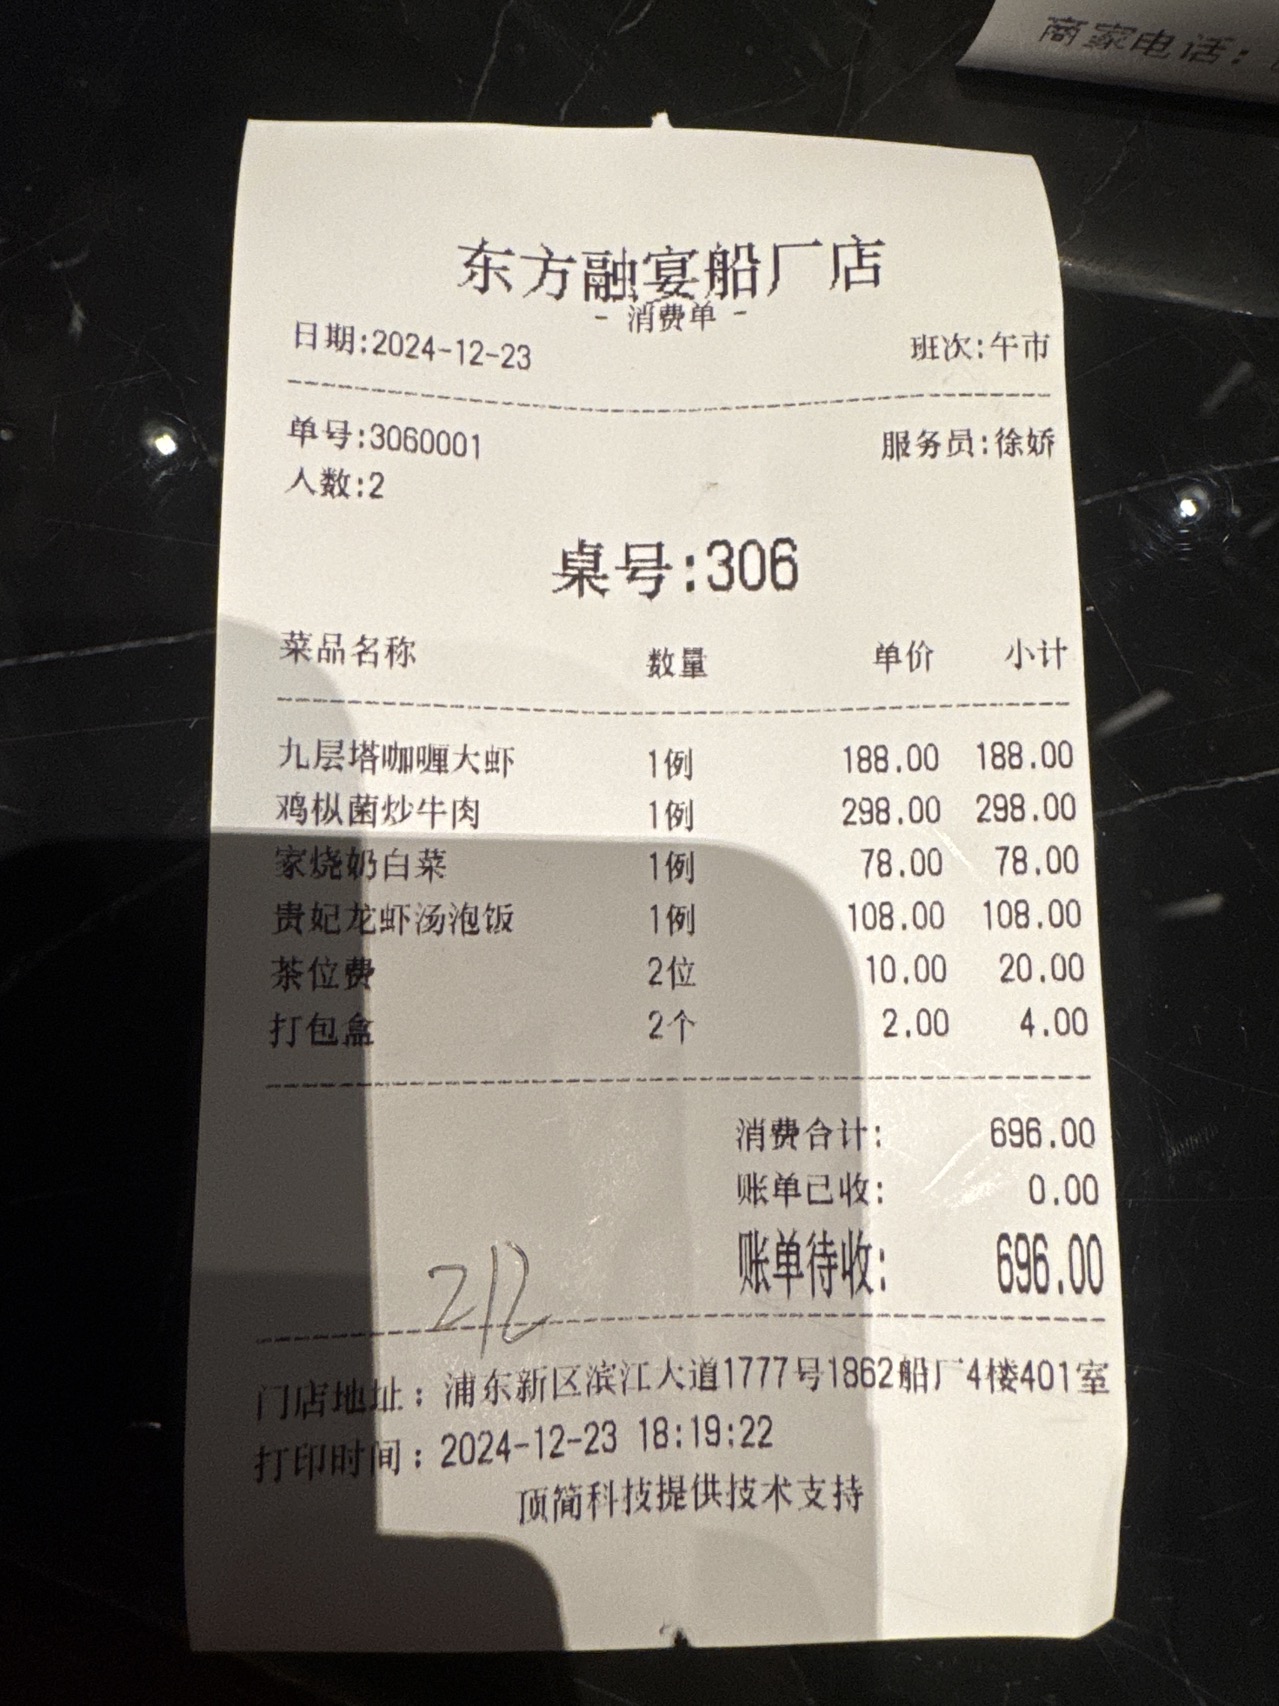 商家电话：
东方融宴船厂店
- 消费单 -
日期:2024-12-23 班次:午市
单号:3060001 服务员:徐娇
人数:2
桌号:306
菜品名称 数量 单价 小计
九层塔咖喱大虾 1例 188.00 188.00
鸡枞菌炒牛肉 1例 298.00 298.00
家烧奶白菜 1例 78.00 78.00
贵妃龙虾汤泡饭 1例 108.00 108.00
茶位费 2位 10.00 20.00
打包盒 2个 2.00 4.00
消费合计: 696.00
账单已收: 0.00
账单待收: 696.00
212
门店地址：浦东新区滨江大道1777号1862船厂4楼401室
打印时间：2024-12-23 18:19:22
顶简科技提供技术支持